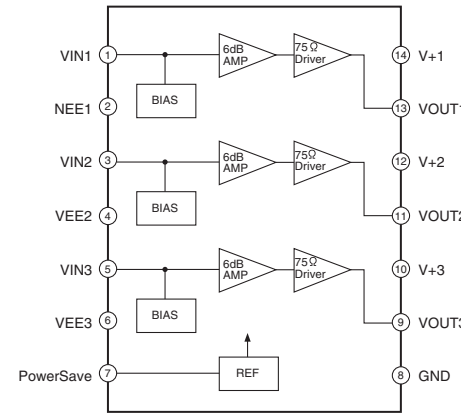 VIN1 1 6dB AMP 75Ω Driver 14 V+1
NEE1 2 BIAS 13 VOUT1
VIN2 3 6dB AMP 75Ω Driver 12 V+2
VEE2 4 BIAS 11 VOUT2
VIN3 5 6dB AMP 75Ω Driver 10 V+3
VEE3 6 BIAS 9 VOUT3
PowerSave 7 REF 8 GND